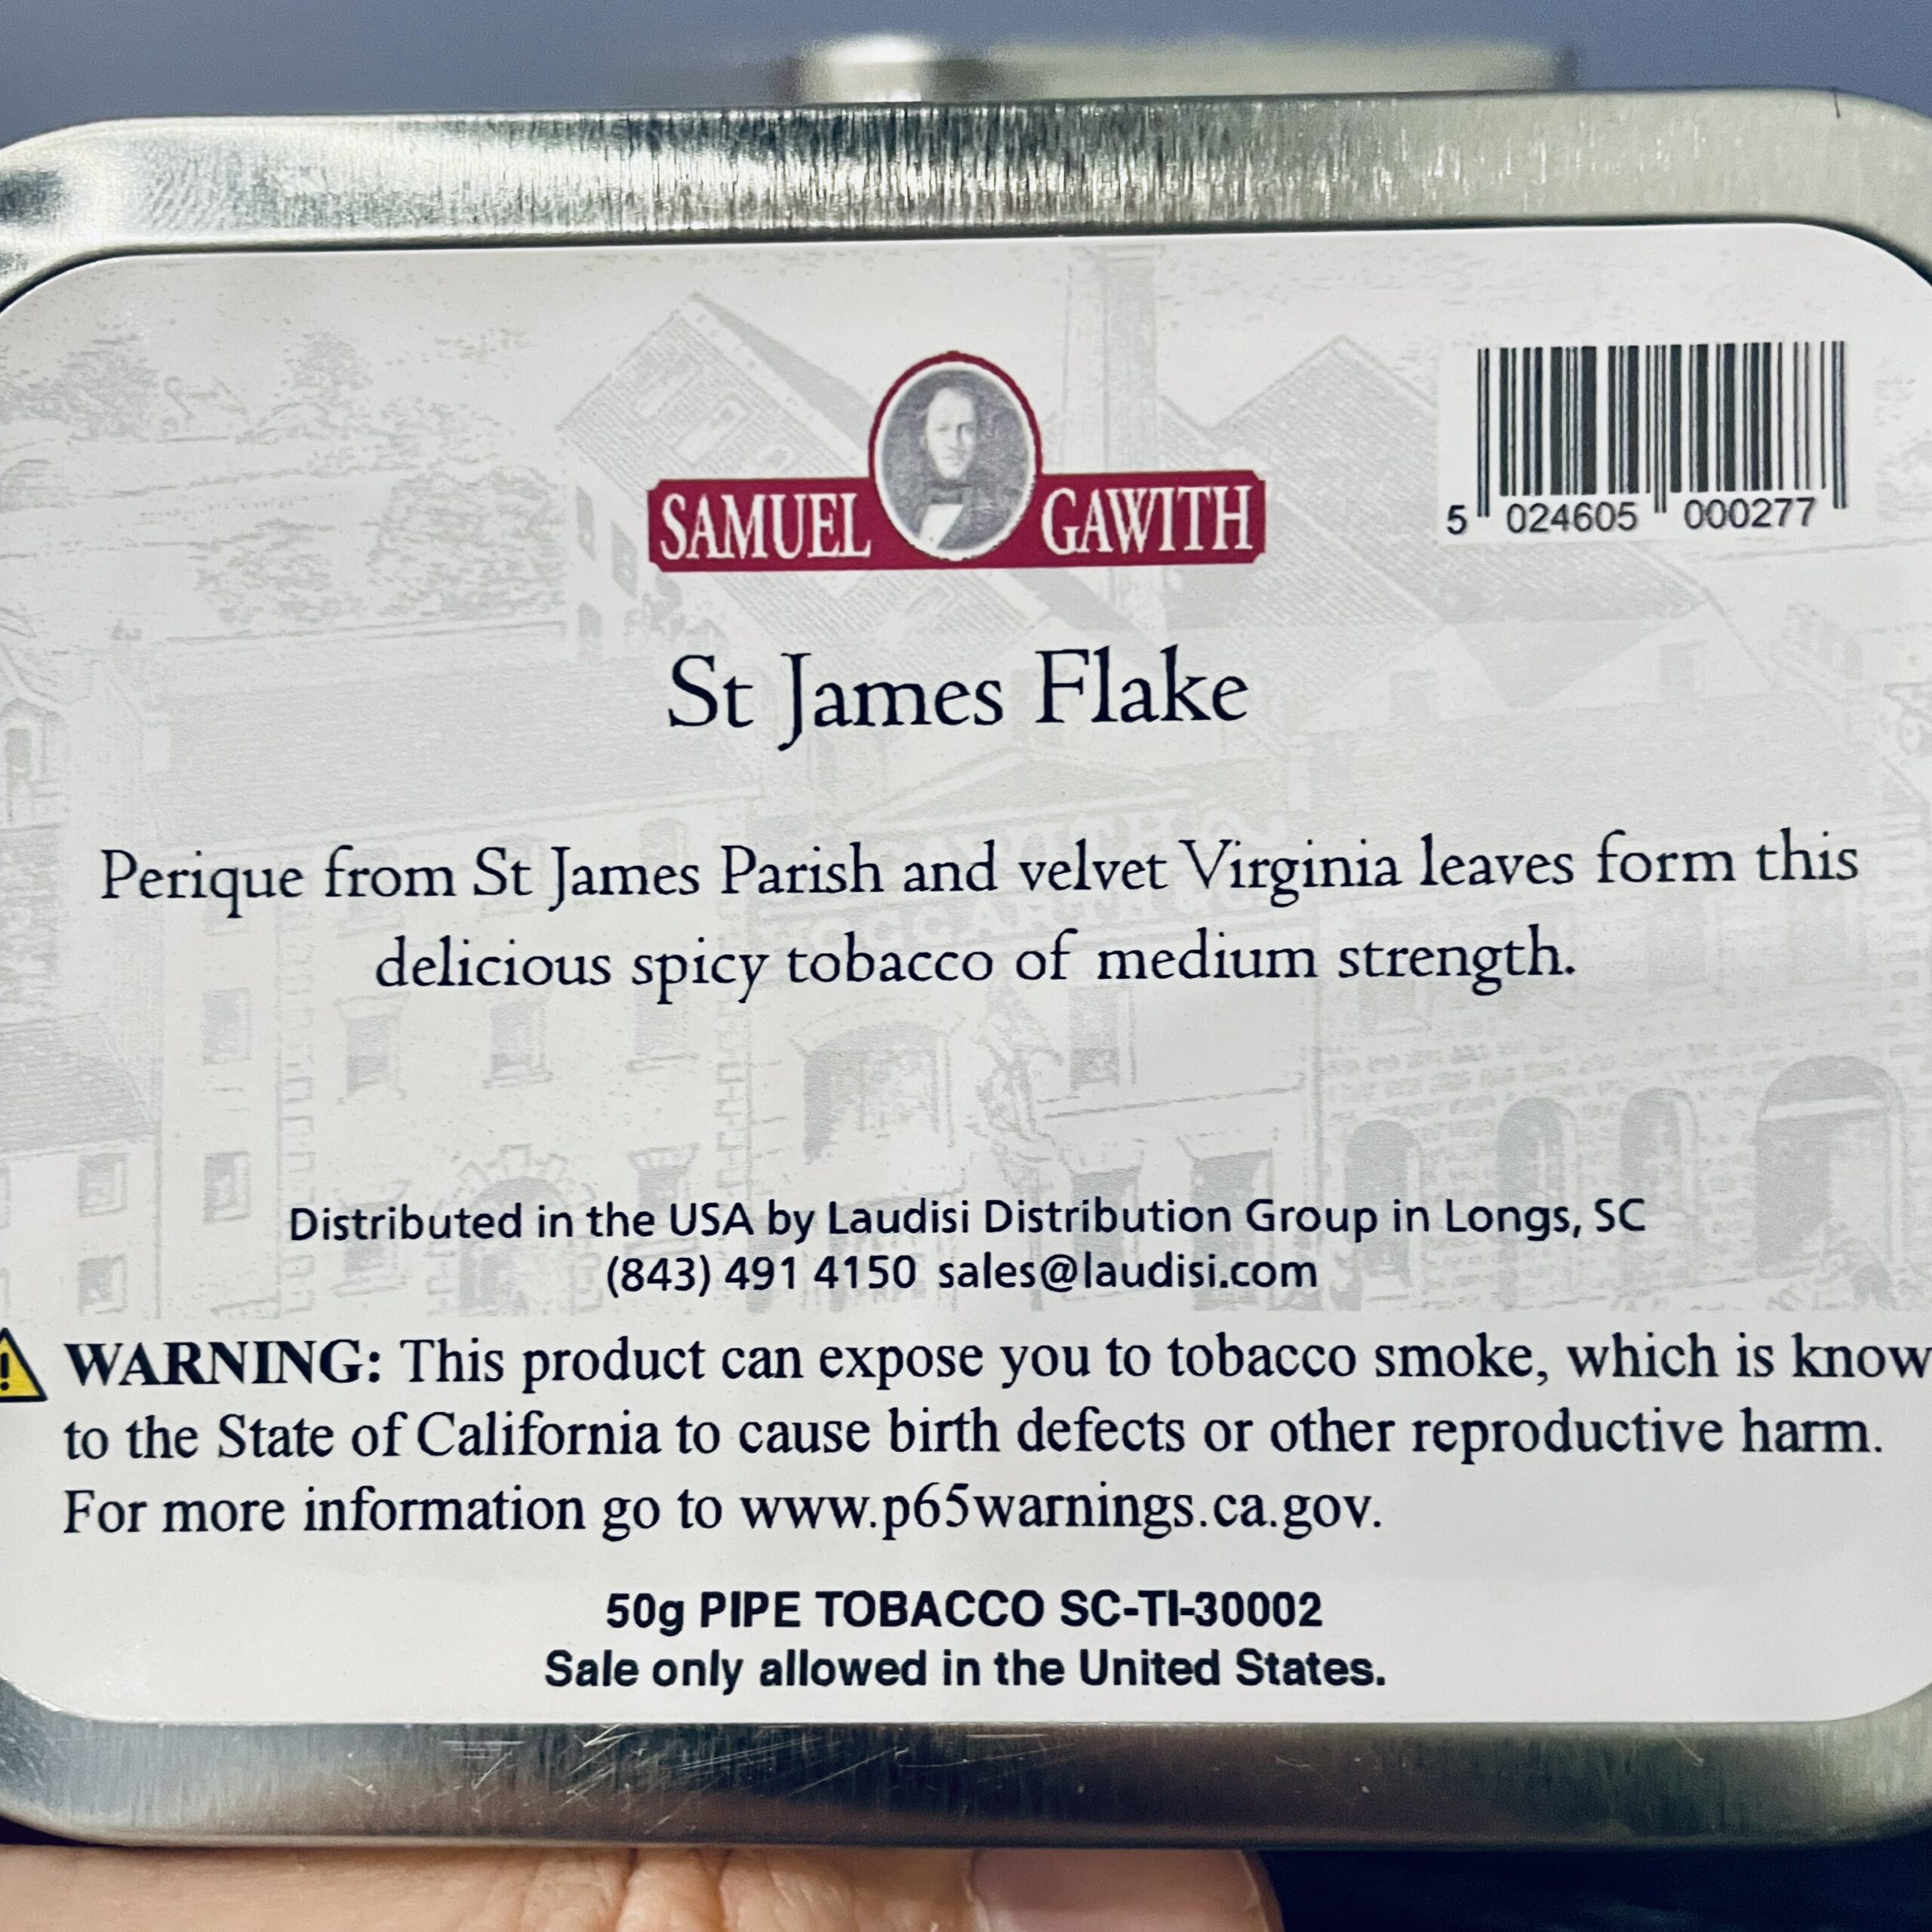 SAMUEL GAWITH
5 024605 000277
St James Flake
Perique from St James Parish and velvet Virginia leaves form this
delicious spicy tobacco of medium strength.
Distributed in the USA by Laudisi Distribution Group in Longs, SC
(843) 491 4150 sales@laudisi.com
WARNING: This product can expose you to tobacco smoke, which is know
to the State of California to cause birth defects or other reproductive harm.
For more information go to www.p65warnings.ca.gov.
50g PIPE TOBACCO SC-TI-30002
Sale only allowed in the United States.